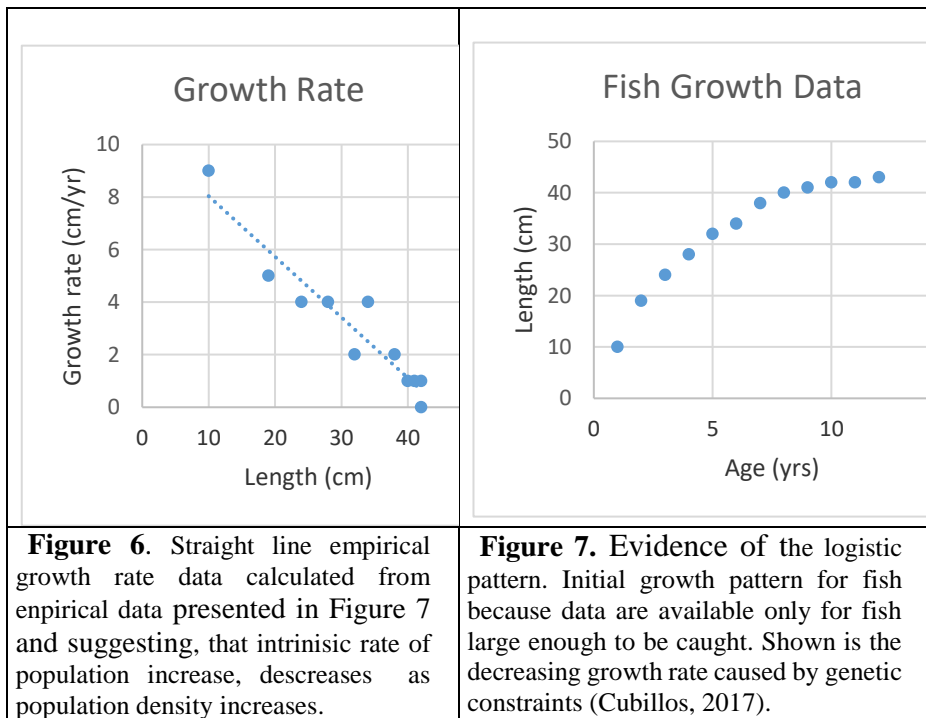 Growth Rate
10
8
6
4
2
0
Growth rate (cm/yr)
0 10 20 30 40
Length (cm)
Figure 6. Straight line empirical
growth rate data calculated from
enpirical data presented in Figure 7
and suggesting, that intrinisic rate of
population increase, descreases as
population density increases.
Fish Growth Data
50
40
30
20
10
0
Length (cm)
0 5 10
Age (yrs)
Figure 7. Evidence of the logistic
pattern. Initial growth pattern for fish
because data are available only for fish
large enough to be caught. Shown is the
decreasing growth rate caused by genetic
constraints (Cubillos, 2017).